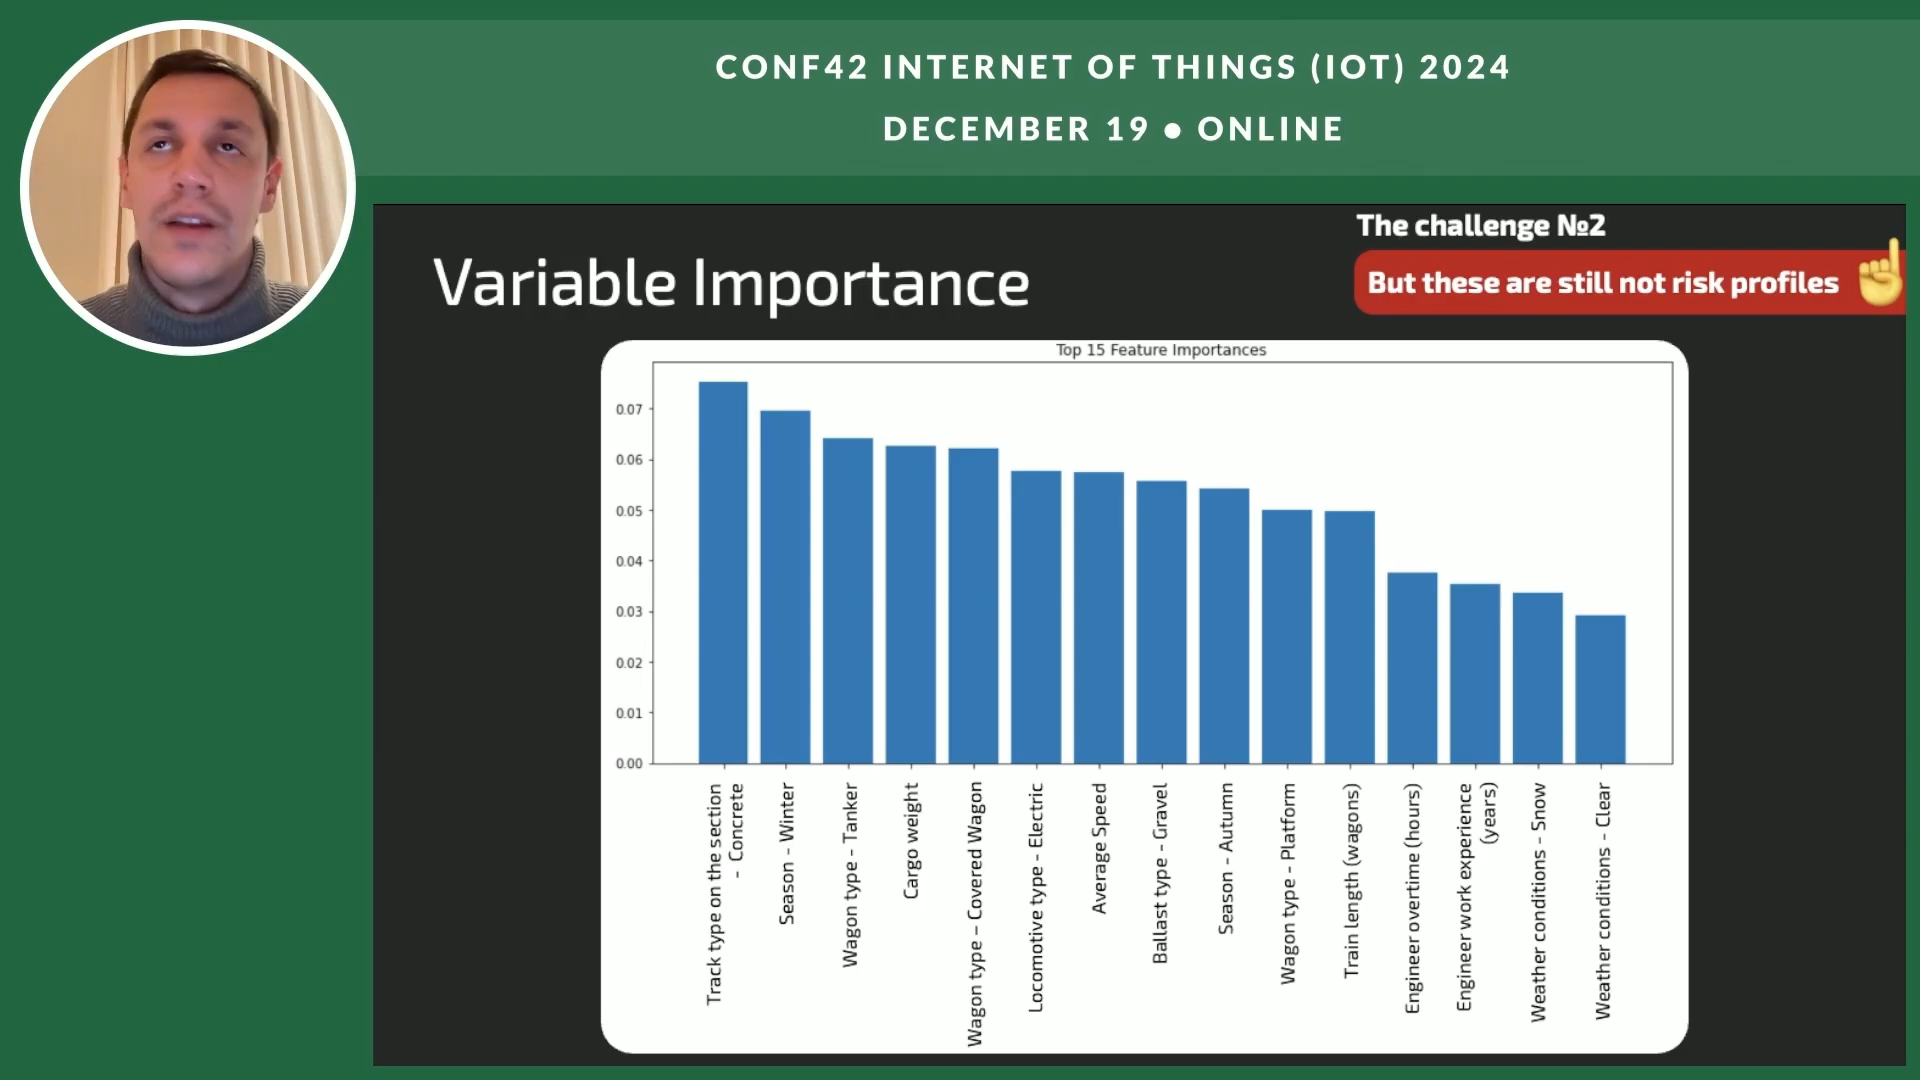 CONF42 INTERNET OF THINGS (IOT) 2024
DECEMBER 19 ● ONLINE
The challenge №2
But these are still not risk profiles
Variable Importance
Top 15 Feature Importances
0.07
0.06
0.05
0.04
0.03
0.02
0.01
0.00
Track type on the section
- Concrete
Season - Winter
Wagon type - Tanker
Cargo weight
Wagon type – Covered Wagon
Locomotive type - Electric
Average Speed
Ballast type - Gravel
Season - Autumn
Wagon type - Platform
Train length (wagons)
Engineer overtime (hours)
Engineer work experience
(years)
Weather conditions - Snow
Weather conditions - Clear